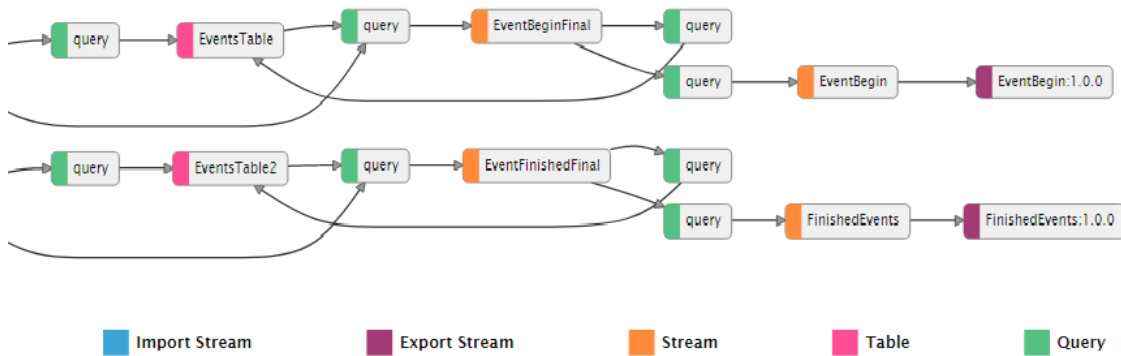 query
EventsTable
query
EventBeginFinal
query
query
EventBegin
EventBegin:1.0.0
query
EventsTable2
query
EventFinishedFinal
query
query
FinishedEvents
FinishedEvents:1.0.0
Import Stream
Export Stream
Stream
Table
Query